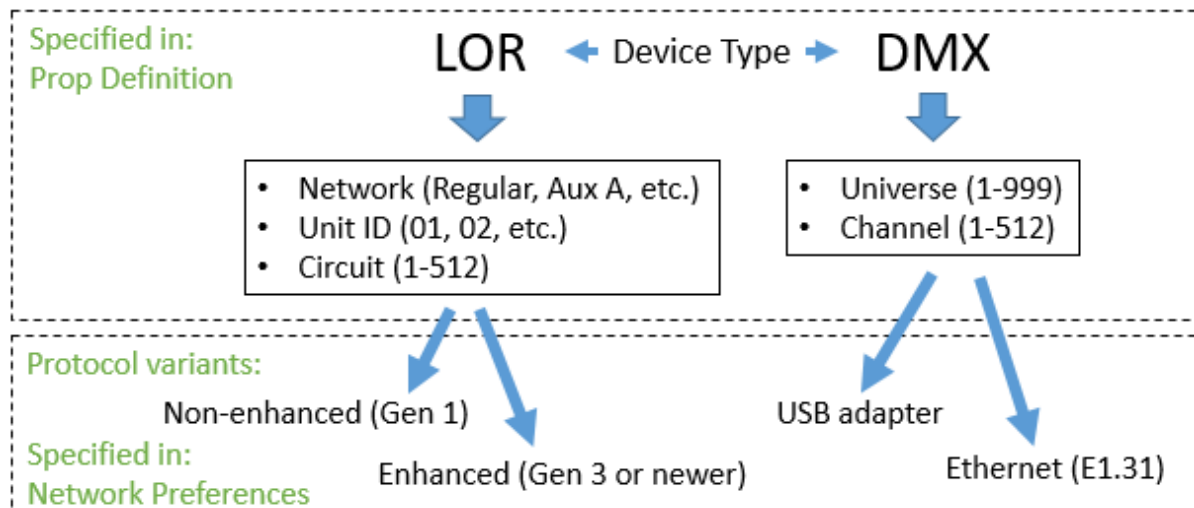 Specified in:
Prop Definition
LOR
Device Type
DMX
• Network (Regular, Aux A, etc.)
• Unit ID (01, 02, etc.)
• Circuit (1-512)
• Universe (1-999)
• Channel (1-512)
Protocol variants:
Non-enhanced (Gen 1)
USB adapter
Specified in:
Network Preferences
Enhanced (Gen 3 or newer)
Ethernet (E1.31)